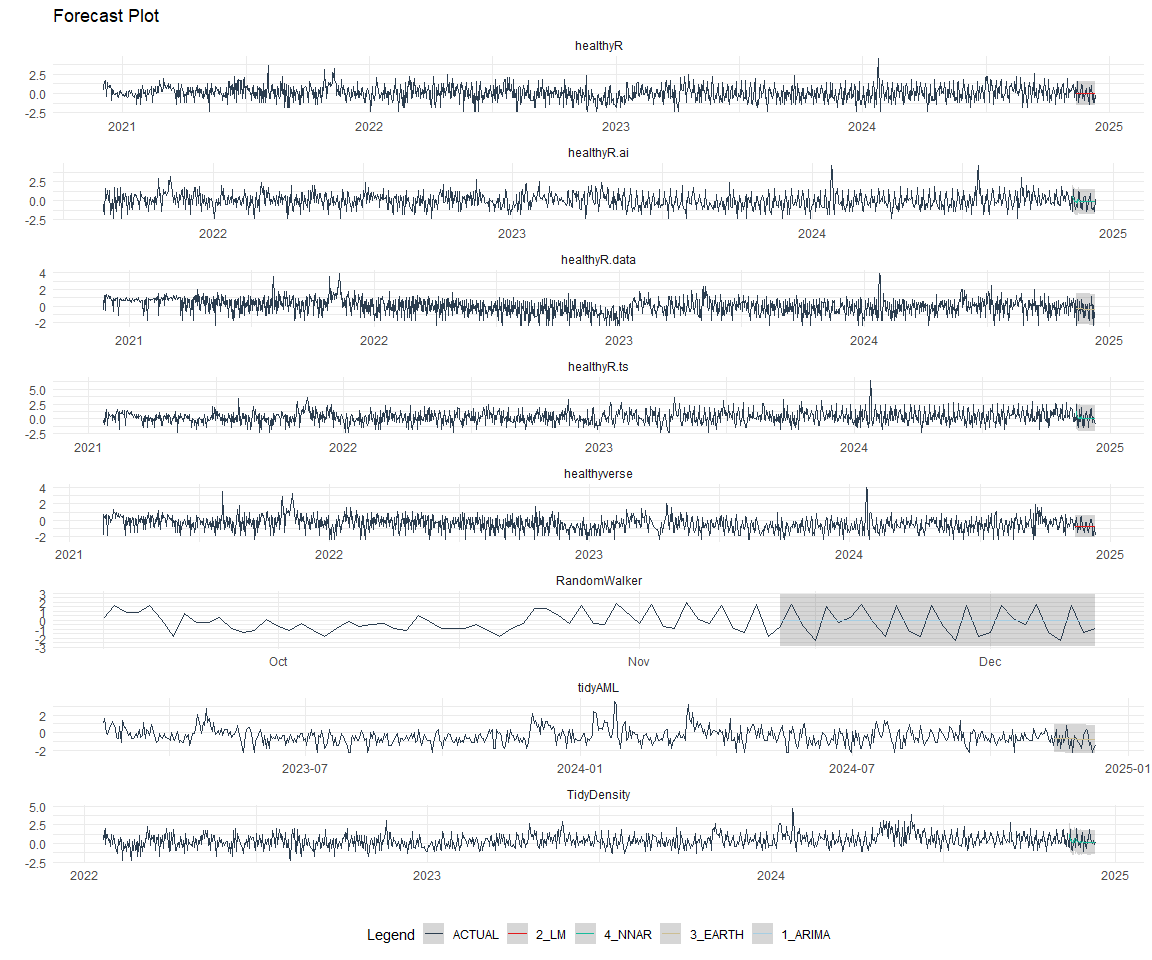 Forecast Plot
healthyR
2.5
0.0
-2.5
2021 2022 2023 2024 2025
healthyR.ai
2.5
0.0
-2.5
2022 2023 2024 2025
healthyR.data
4
2
0
-2
2021 2022 2023 2024 2025
healthyR.ts
5.0
2.5
0.0
-2.5
2021 2022 2023 2024 2025
healthyverse
4
2
0
-2
2021 2022 2023 2024 2025
RandomWalker
3
2
1
0
-1
-2
-3
Oct Nov Dec
tidyAML
2
0
-2
2023-07 2024-01 2024-07 2025-01
TidyDensity
5.0
2.5
0.0
-2.5
2022 2023 2024 2025
Legend ACTUAL 2_LM 4_NNAR 3_EARTH 1_ARIMA